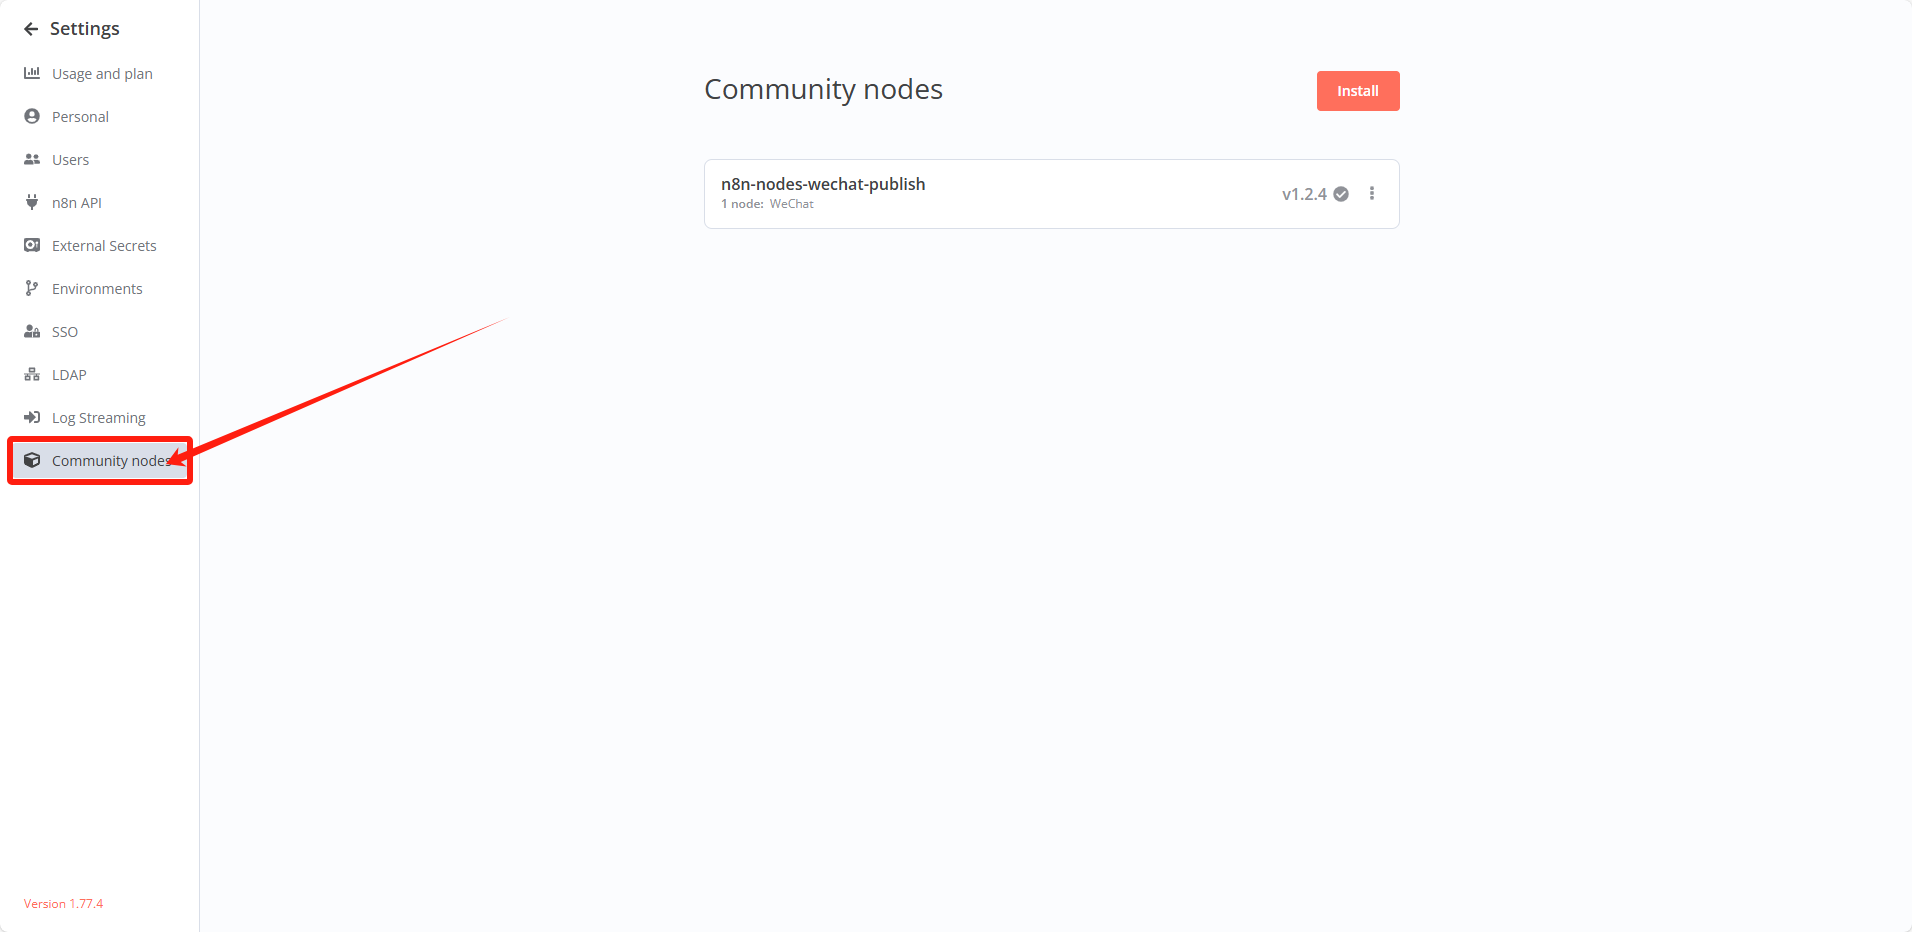 Settings
Usage and plan
Personal
Users
n8n API
External Secrets
Environments
SSO
LDAP
Log Streaming
Community nodes
Version 1.77.4
Community nodes
Install
n8n-nodes-wechat-publish
1 node: WeChat
v1.2.4